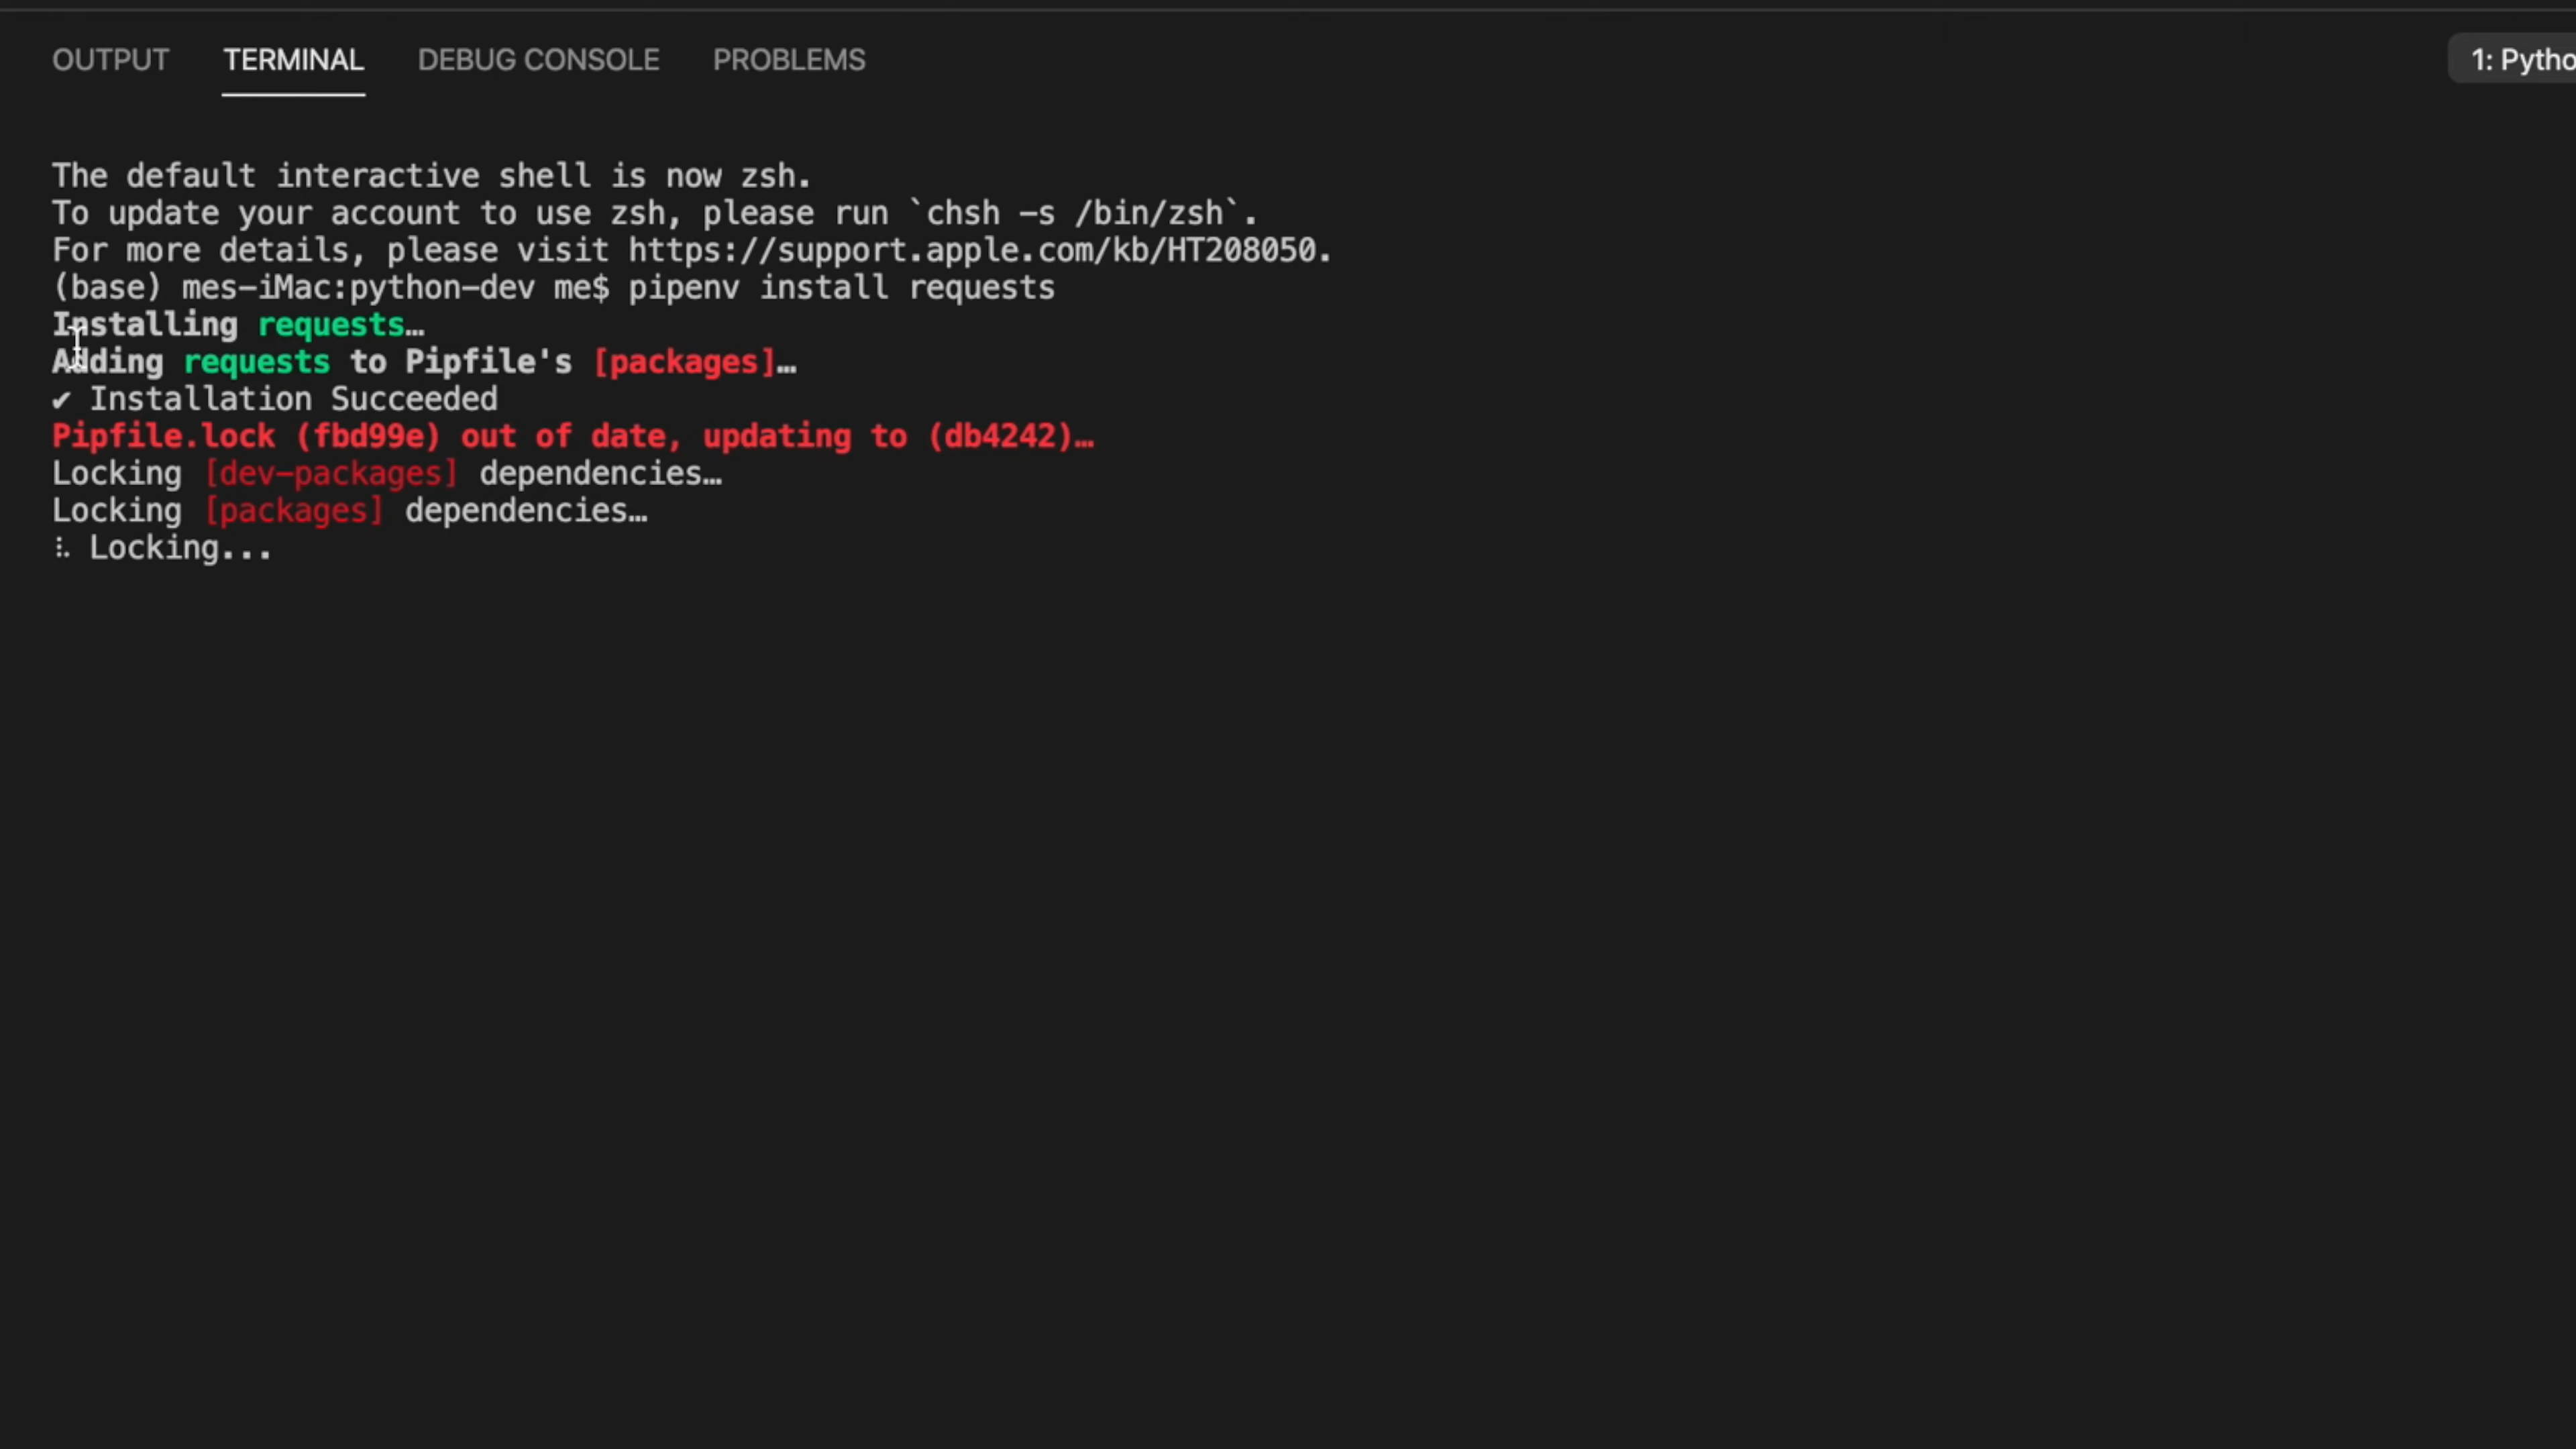 OUTPUT TERMINAL DEBUG CONSOLE PROBLEMS 1: Pytho
The default interactive shell is now zsh.
To update your account to use zsh, please run `chsh -s /bin/zsh`.
For more details, please visit https://support.apple.com/kb/HT208050.
(base) mes-iMac:python-dev me$ pipenv install requests
Installing requests…
Adding requests to Pipfile's [packages]…
✔ Installation Succeeded
Pipfile.lock (fbd99e) out of date, updating to (db4242)…
Locking [dev-packages] dependencies…
Locking [packages] dependencies…
⠧ Locking...